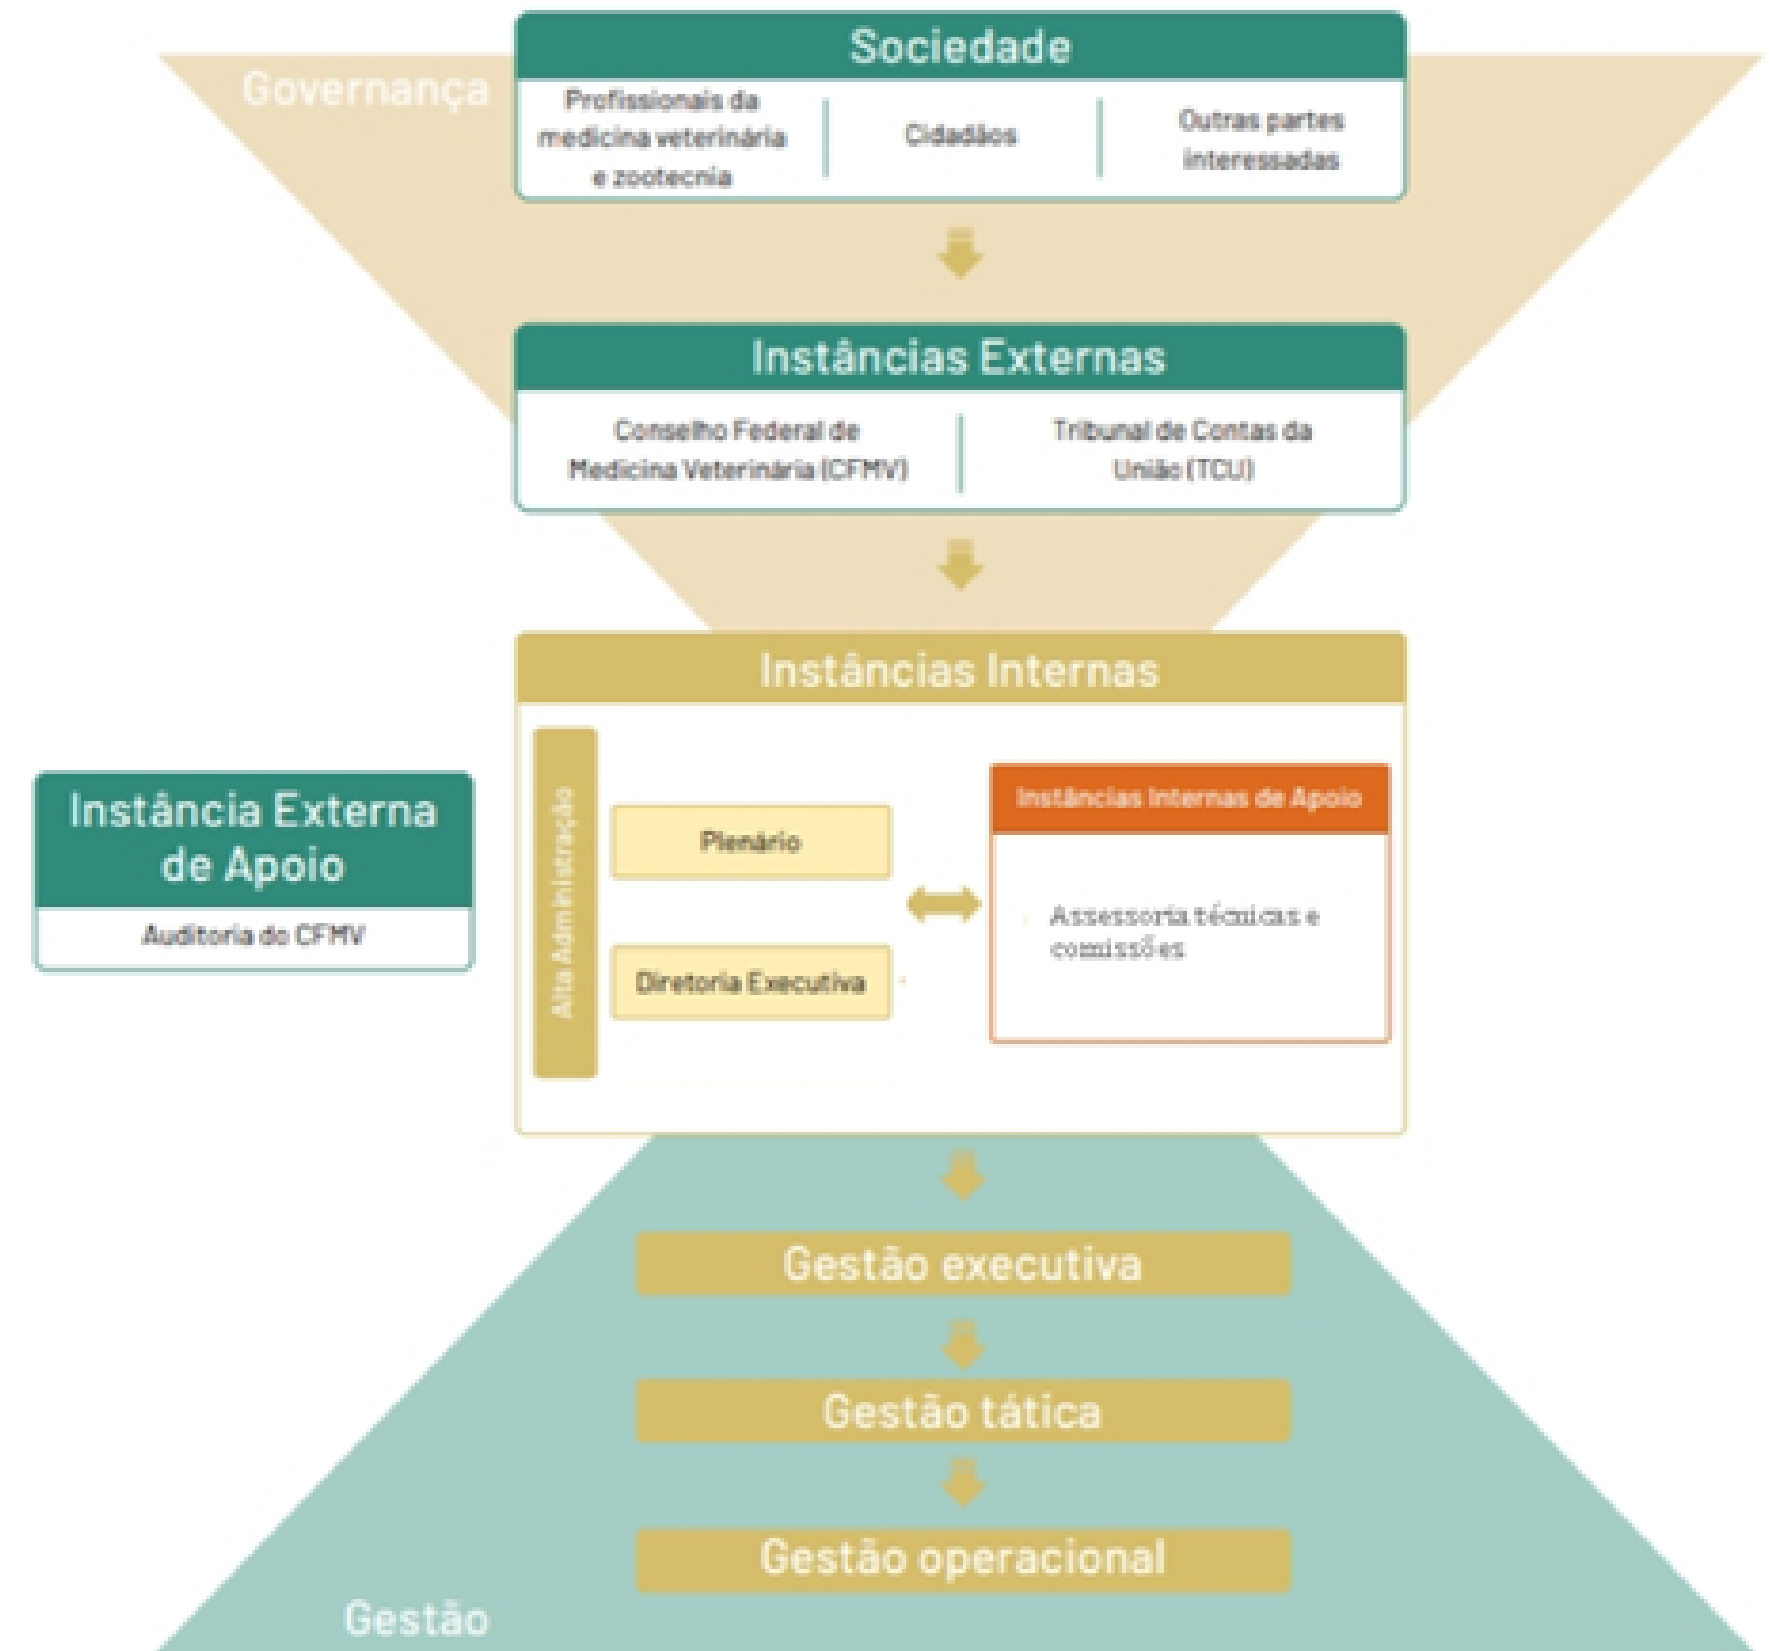 Governança
Sociedade
Profissionais da
medicina veterinária
e zootecnia
Cidadãos
Outras partes
interessadas
Instâncias Externas
Conselho Federal de
Medicina Veterinária (CFMV)
Tribunal de Contas da
União (TCU)
Instâncias Internas
Instância Externa
de Apoio
Auditoria do CFMV
Alta Administração
Plenário
Diretoria Executiva
Instâncias Internas de Apoio
Assessoria técnicas e
comissões
Gestão executiva
Gestão tática
Gestão operacional
Gestão